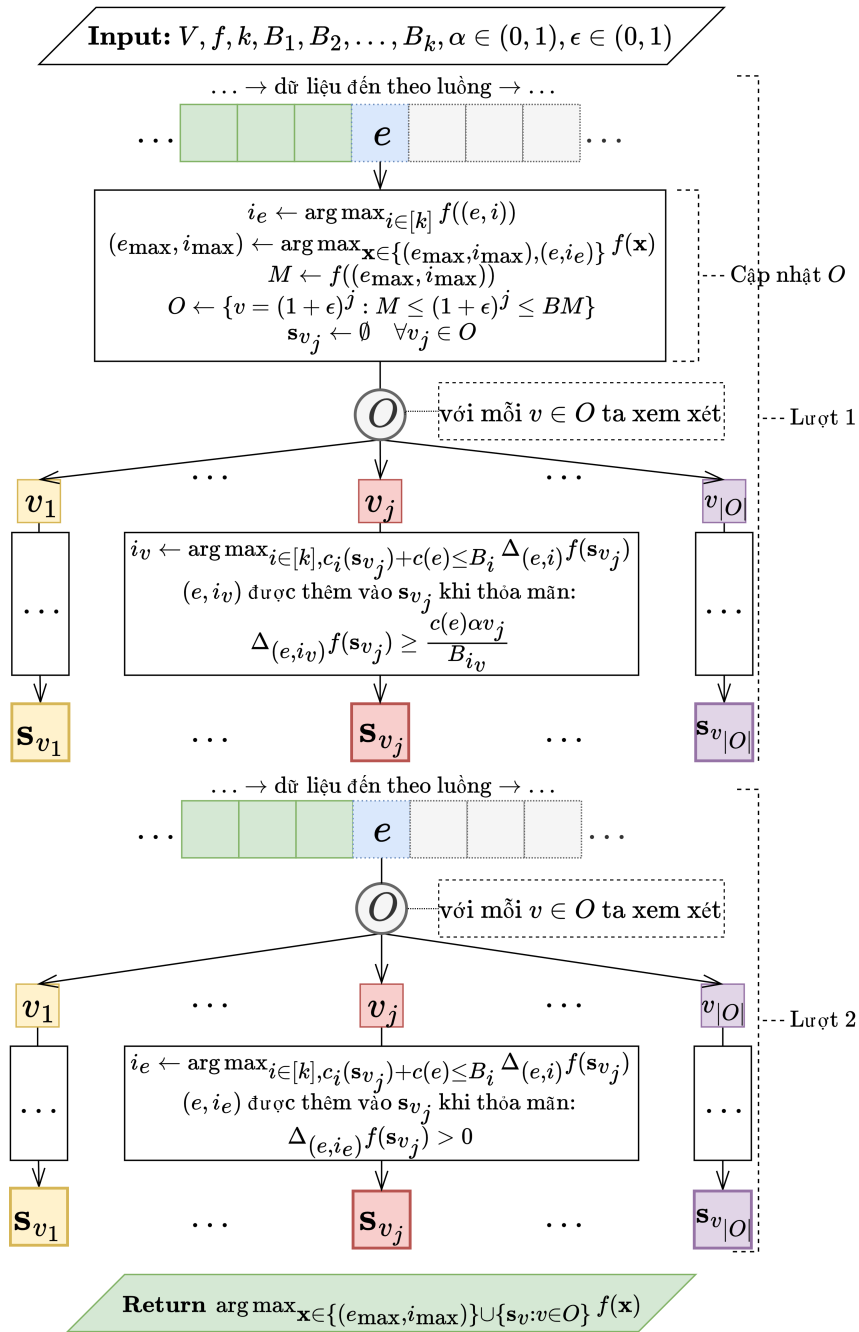 Input: V, f, k, B₁, B₂, …, B_k, α ∈ (0, 1), ϵ ∈ (0, 1)
… → dữ liệu đến theo luồng → …
… e …
i_e ← arg max_{i∈[k]} f((e, i))
(e_max, i_max) ← arg max_{𝐱∈{(e_max,i_max),(e,i_e)}} f(𝐱)
M ← f((e_max, i_max))
O ← {v = (1 + ϵ)^j : M ≤ (1 + ϵ)^j ≤ BM}
𝐬_{v_j} ← ∅ ∀v_j ∈ O
Cập nhật O
O
với mỗi v ∈ O ta xem xét
Lượt 1
… …
v₁ v_j v_{|O|}
i_v ← arg max_{i∈[k],c_i(𝐬_{v_j})+c(e)≤B_i} Δ_{(e,i)} f(𝐬_{v_j})
(e, i_v) được thêm vào 𝐬_{v_j} khi thỏa mãn:
Δ_{(e,i_v)} f(𝐬_{v_j}) ≥ c(e)αv_j / B_{i_v}
… …
𝐬_{v₁} … 𝐬_{v_j} … 𝐬_{v_{|O|}}
… → dữ liệu đến theo luồng → …
… e …
O
với mỗi v ∈ O ta xem xét
… …
v₁ v_j v_{|O|}
Lượt 2
i_e ← arg max_{i∈[k],c_i(𝐬_{v_j})+c(e)≤B_i} Δ_{(e,i)} f(𝐬_{v_j})
(e, i_e) được thêm vào 𝐬_{v_j} khi thỏa mãn:
Δ_{(e,i_e)} f(𝐬_{v_j}) > 0
… …
𝐬_{v₁} … 𝐬_{v_j} … 𝐬_{v_{|O|}}
Return arg max_{𝐱∈{(e_max,i_max)}∪{𝐬_v:v∈O}} f(𝐱)